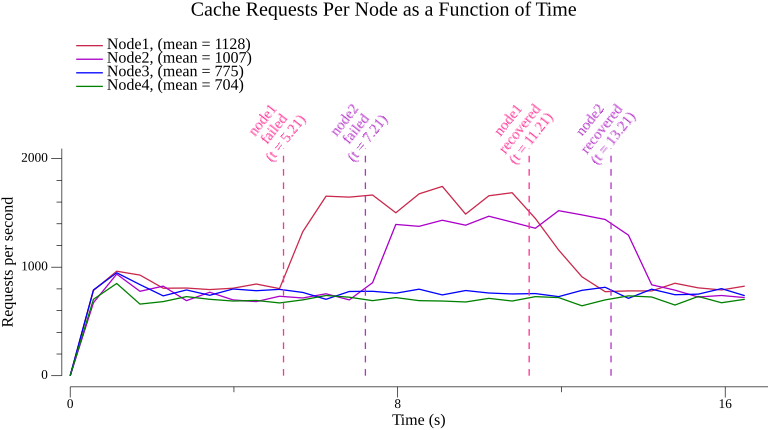 Cache Requests Per Node as a Function of Time
Node1, (mean = 1128)
Node2, (mean = 1007)
Node3, (mean = 775)
Node4, (mean = 704)
node1
failed
(t = 5.21)
node2
failed
(t = 7.21)
node1
recovered
(t = 11.21)
node2
recovered
(t = 13.21)
Requests per second
2000
1000
0
0
8
16
Time (s)